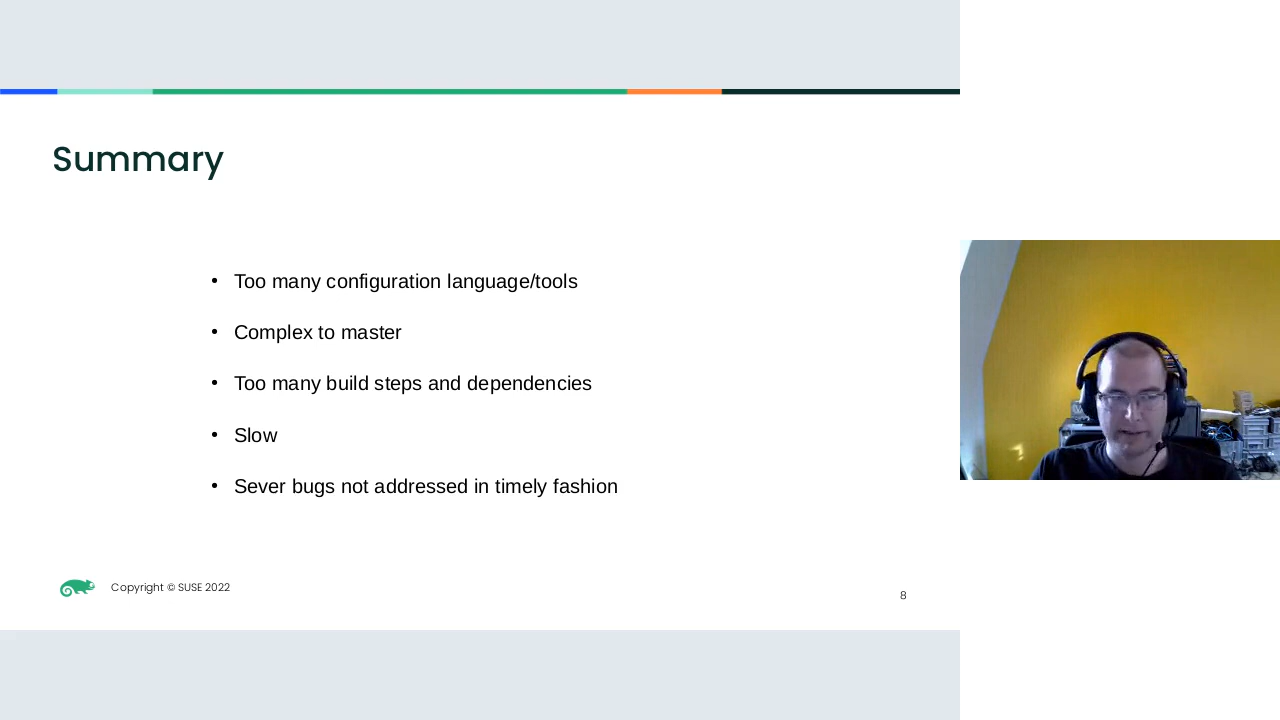 Summary
• Too many configuration language/tools
• Complex to master
• Too many build steps and dependencies
• Slow
• Sever bugs not addressed in timely fashion
Copyright © SUSE 2022
8